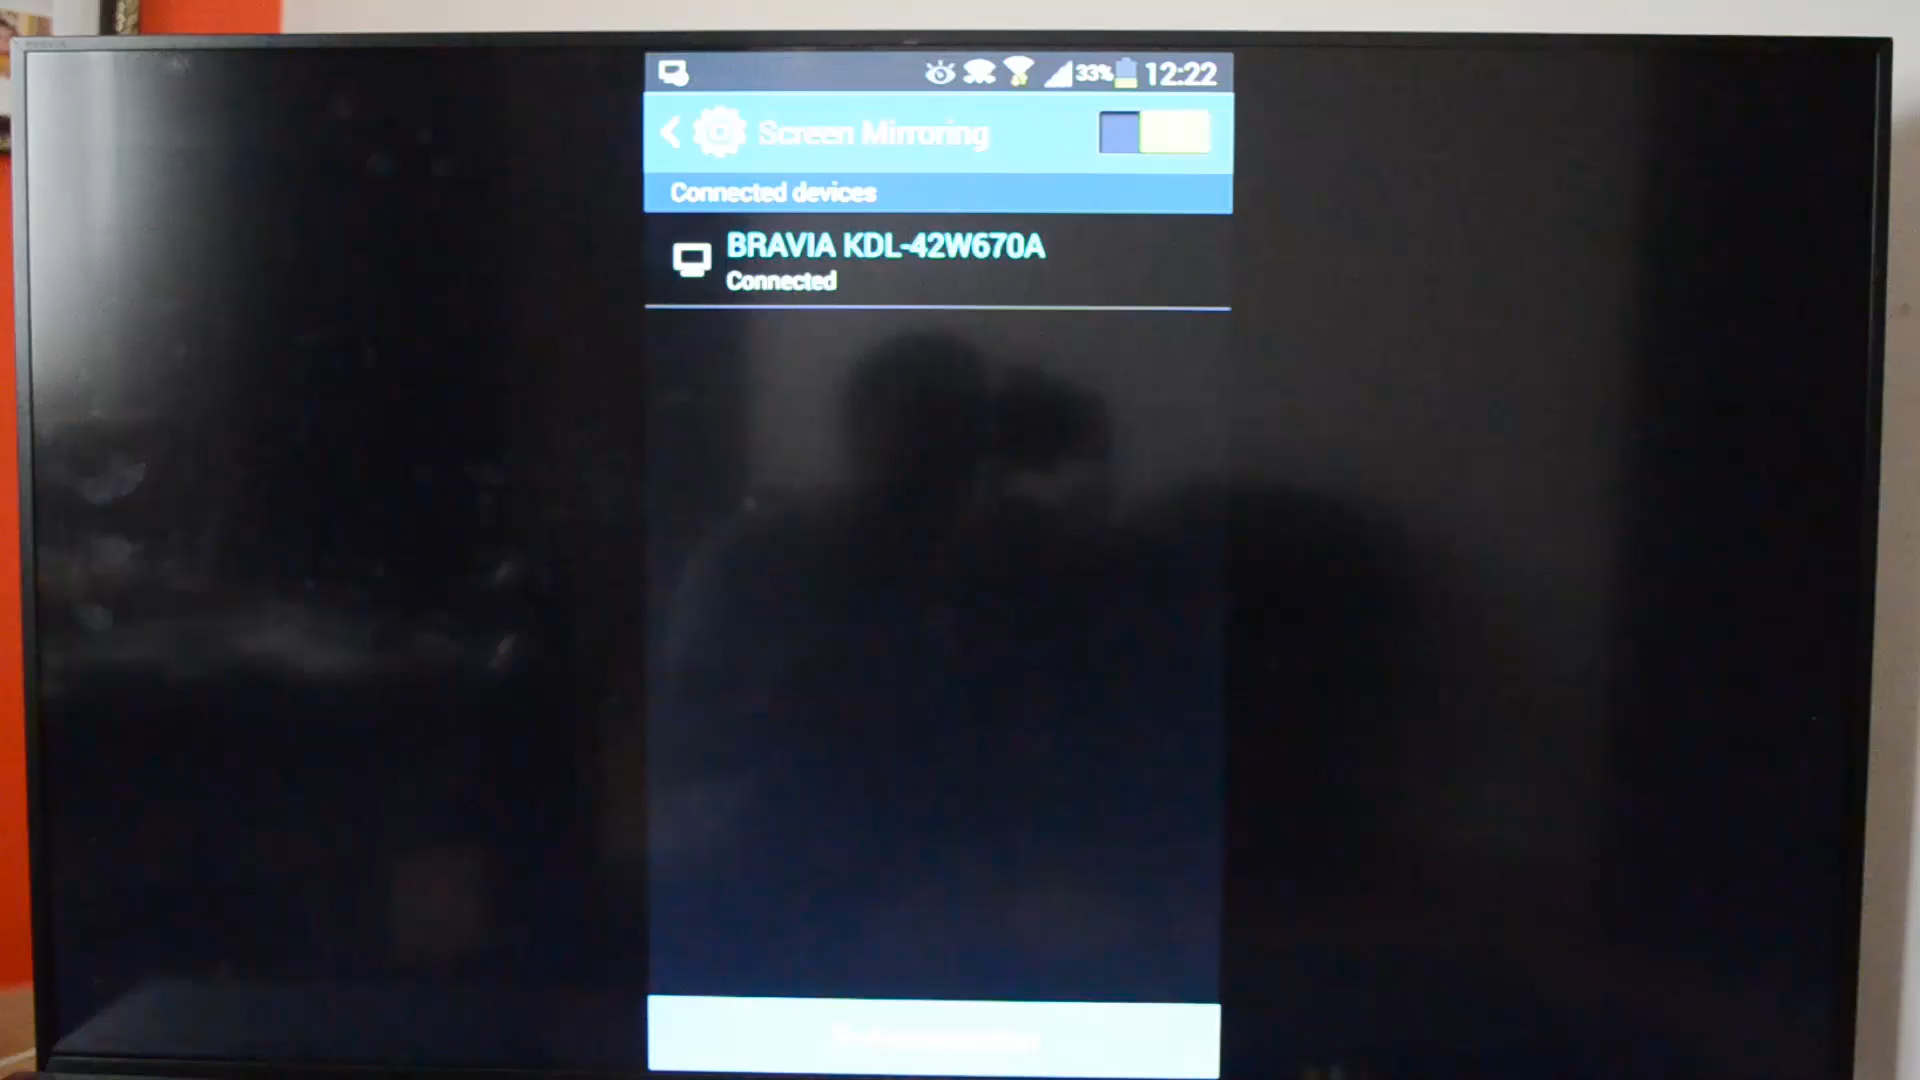 33% 12:22
Screen Mirroring
Connected devices
BRAVIA KDL-42W670A
Connected